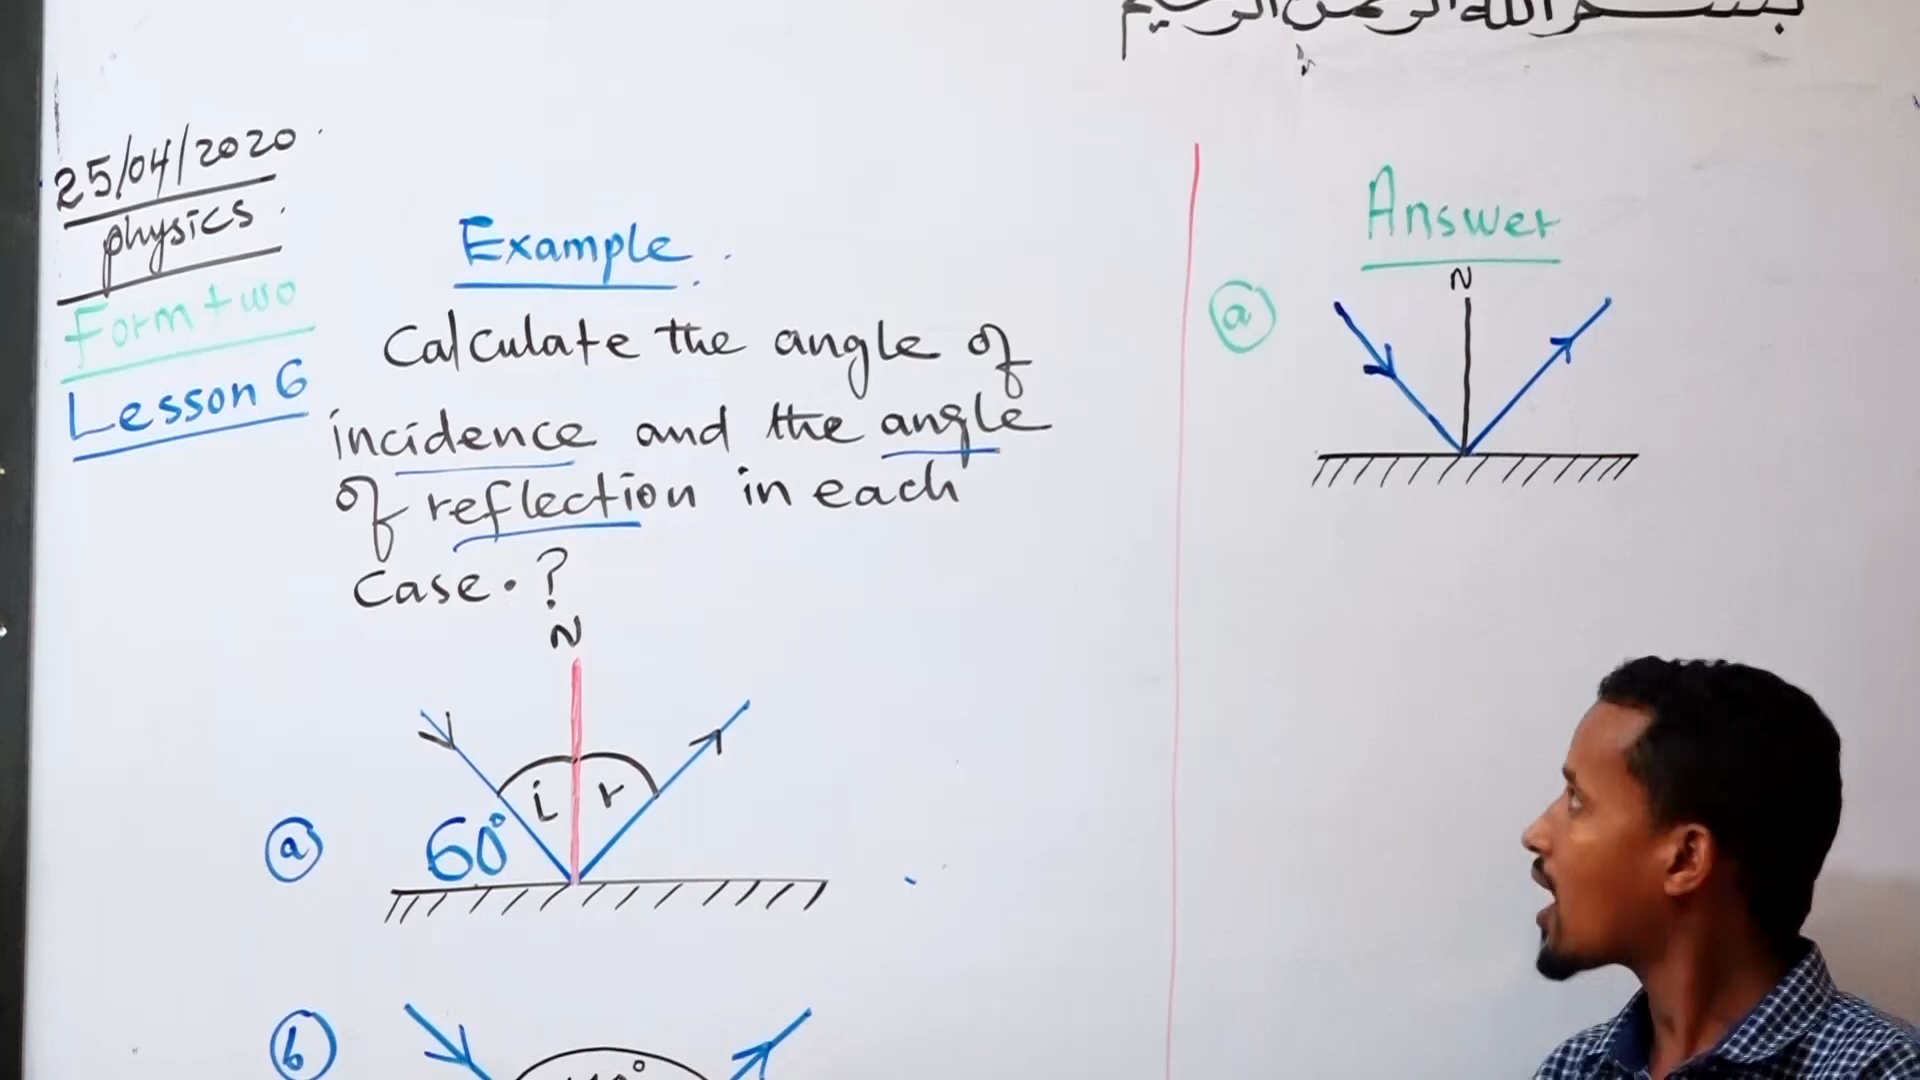 بسم الله الرحمن الرحيم
25/04/2020
physics
Form two
Lesson 6
Example
Calculate the angle of
incidence and the angle
of reflection in each
Case.?
N
i r
a 60°
b
Answer
N
a